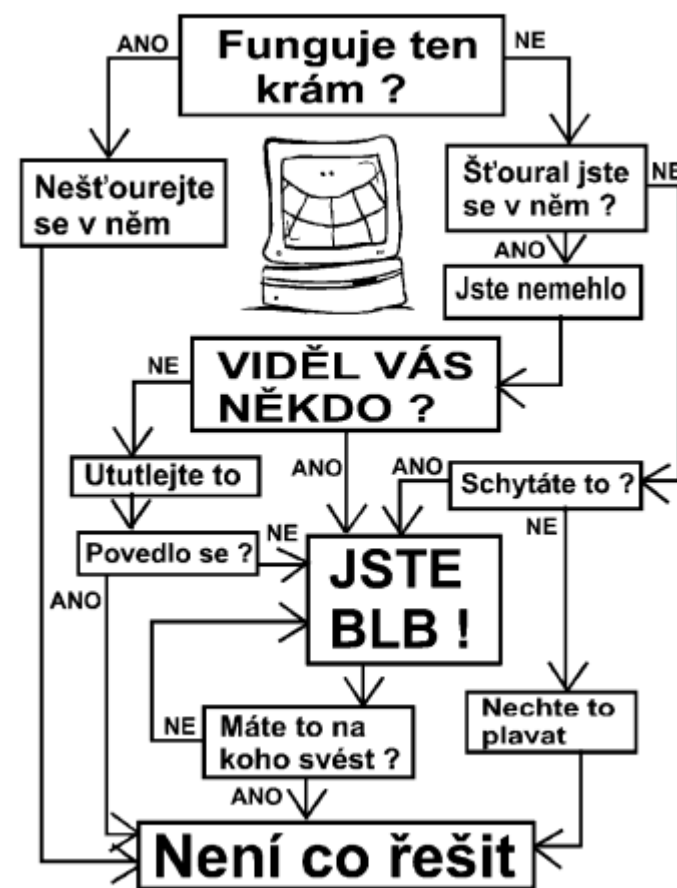 ANO
Funguje ten
krám ?
NE
Nešťourejte
se v něm
Šťoural jste
se v něm ?
NE
ANO
Jste nemehlo
NE
VIDĚL VÁS
NĚKDO ?
Ututlejte to
ANO
ANO
Schytáte to ?
Povedlo se ?
NE
NE
ANO
JSTE
BLB !
NE
Máte to na
koho svést ?
Nechte to
plavat
ANO
Není co řešit